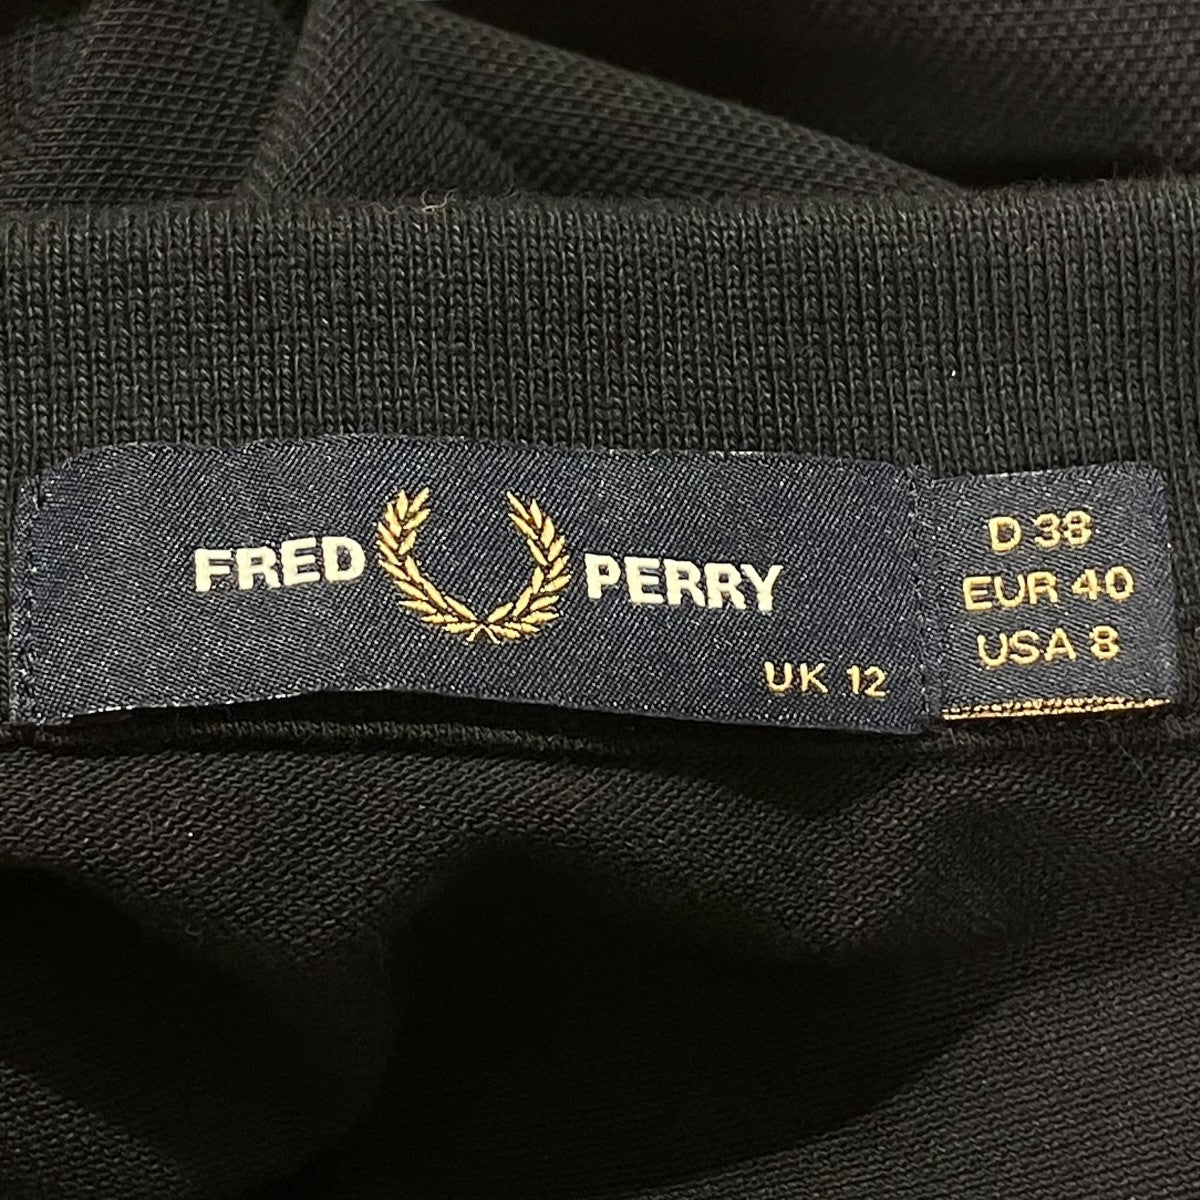 FRED PERRY
UK 12
D 38
EUR 40
USA 8